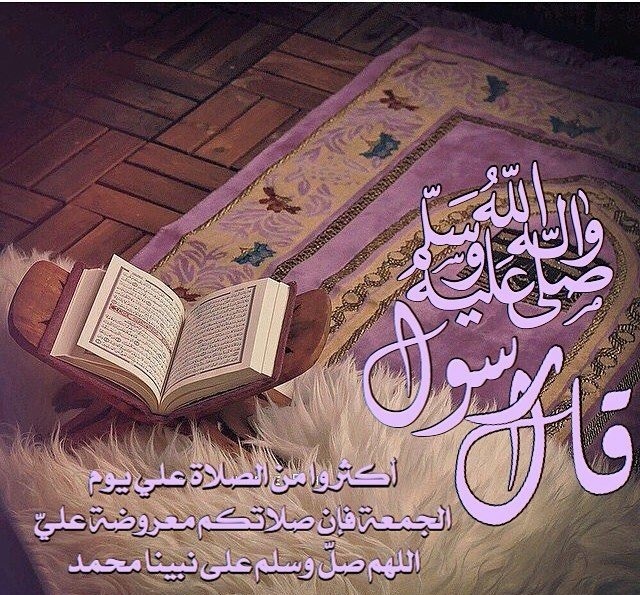 قال رسول الله صلى الله عليه وآله وسلم
أكثروا من الصلاة علي يوم
الجمعة فإن صلاتكم معروضة عليّ
اللهم صلّ وسلم على نبينا محمد